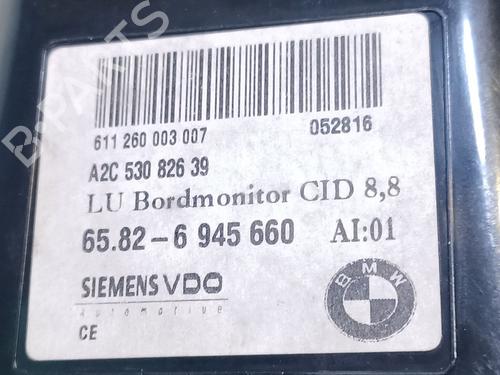 B-PARTS
611 260 003 007 052816
A2C 530 826 39
LU Bordmonitor CID 8,8
65.82-6 945 660 AI:01
SIEMENS VDO
Automotive
CE
BMW